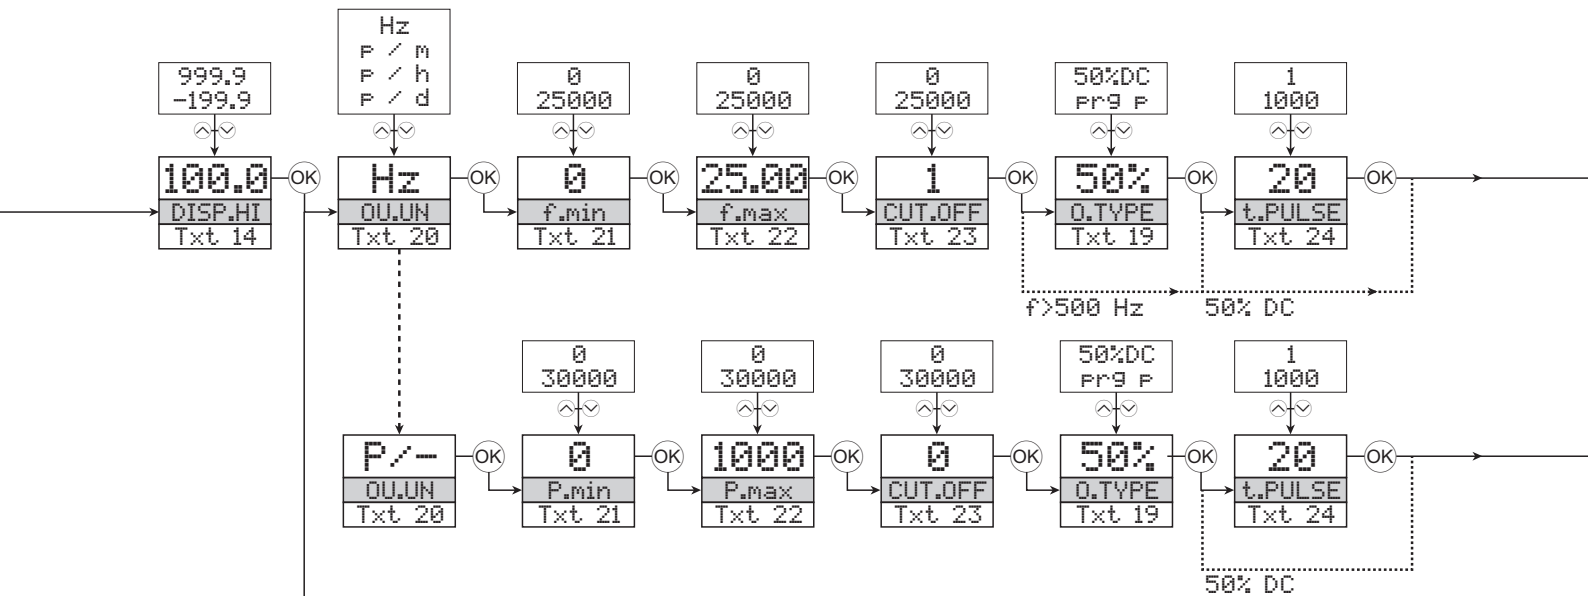 Hz
p / m
p / h
p / d
999.9
-199.9
0
25000
0
25000
0
25000
50%DC
prg p
1
1000
100.0 OK Hz OK 0 OK 25.00 OK 1 OK 50% OK 20 OK
DISP.HI OU.UN f.min f.max CUT.OFF O.TYPE t.PULSE
Txt 14 Txt 20 Txt 21 Txt 22 Txt 23 Txt 19 Txt 24
f>500 Hz 50% DC
0
30000
0
30000
0
30000
50%DC
prg p
1
1000
P/- OK 0 OK 1000 OK 0 OK 50% OK 20 OK
OU.UN P.min P.max CUT.OFF O.TYPE t.PULSE
Txt 20 Txt 21 Txt 22 Txt 23 Txt 19 Txt 24
50% DC